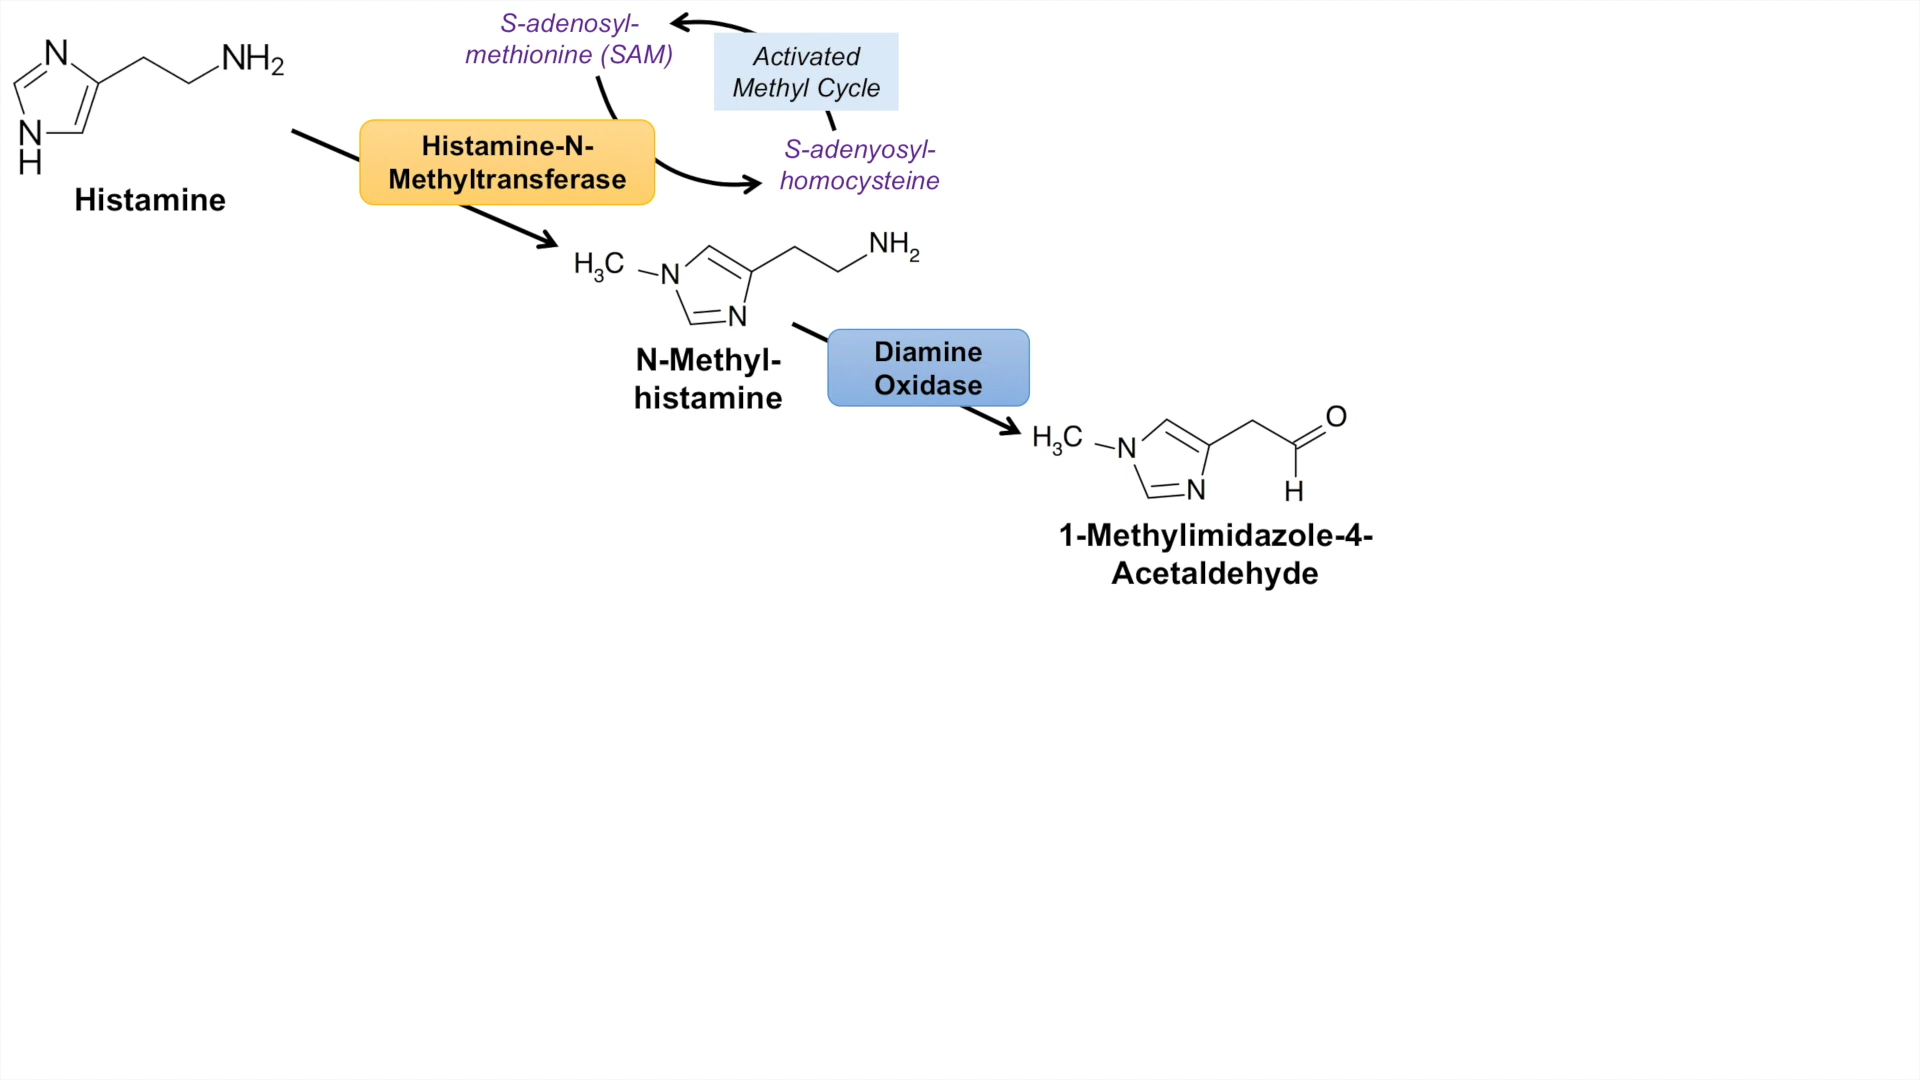 S-adenosyl-
methionine (SAM)
Activated
Methyl Cycle
N
NH2
N
H
Histamine
Histamine-N-
Methyltransferase
S-adenyosyl-
homocysteine
H3C
N
N
NH2
N-Methyl-
histamine
Diamine
Oxidase
H3C
N
N
O
H
1-Methylimidazole-4-
Acetaldehyde